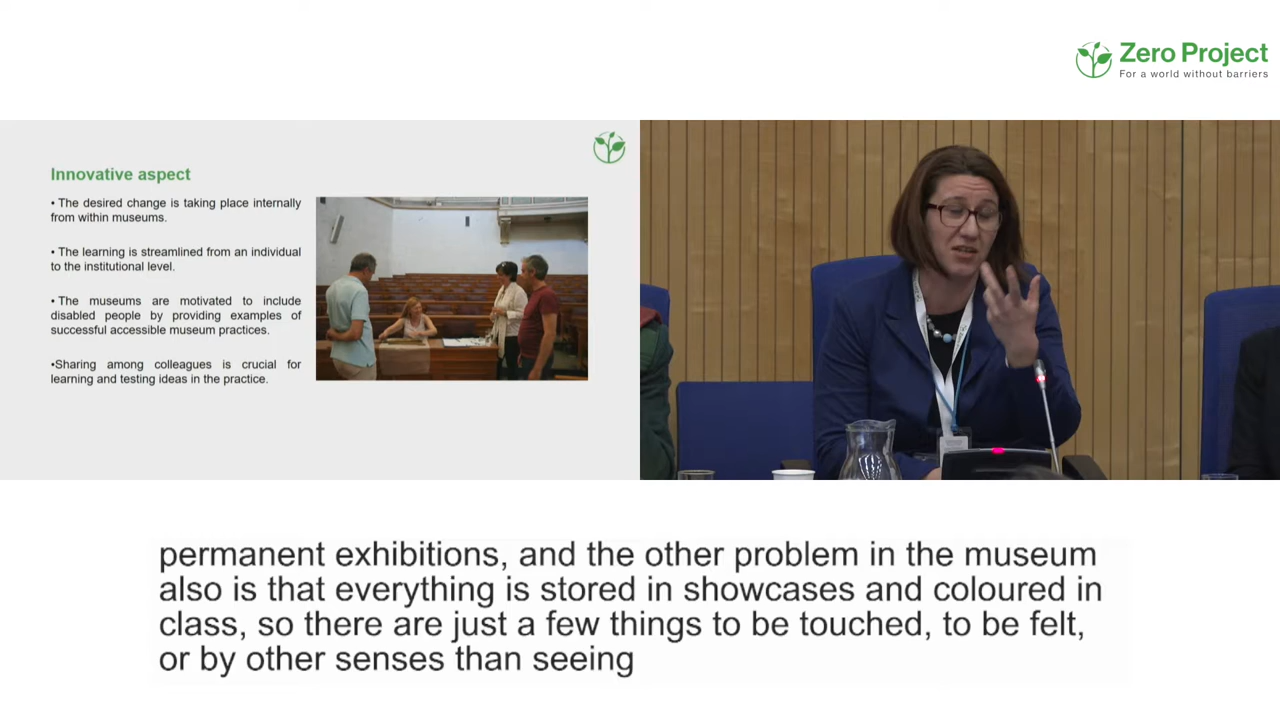 Zero Project
For a world without barriers
Innovative aspect
• The desired change is taking place internally
from within museums.
• The learning is streamlined from an individual
to the institutional level.
• The museums are motivated to include
disabled people by providing examples of
successful accessible museum practices.
•Sharing among colleagues is crucial for
learning and testing ideas in the practice.
permanent exhibitions, and the other problem in the museum
also is that everything is stored in showcases and coloured in
class, so there are just a few things to be touched, to be felt,
or by other senses than seeing